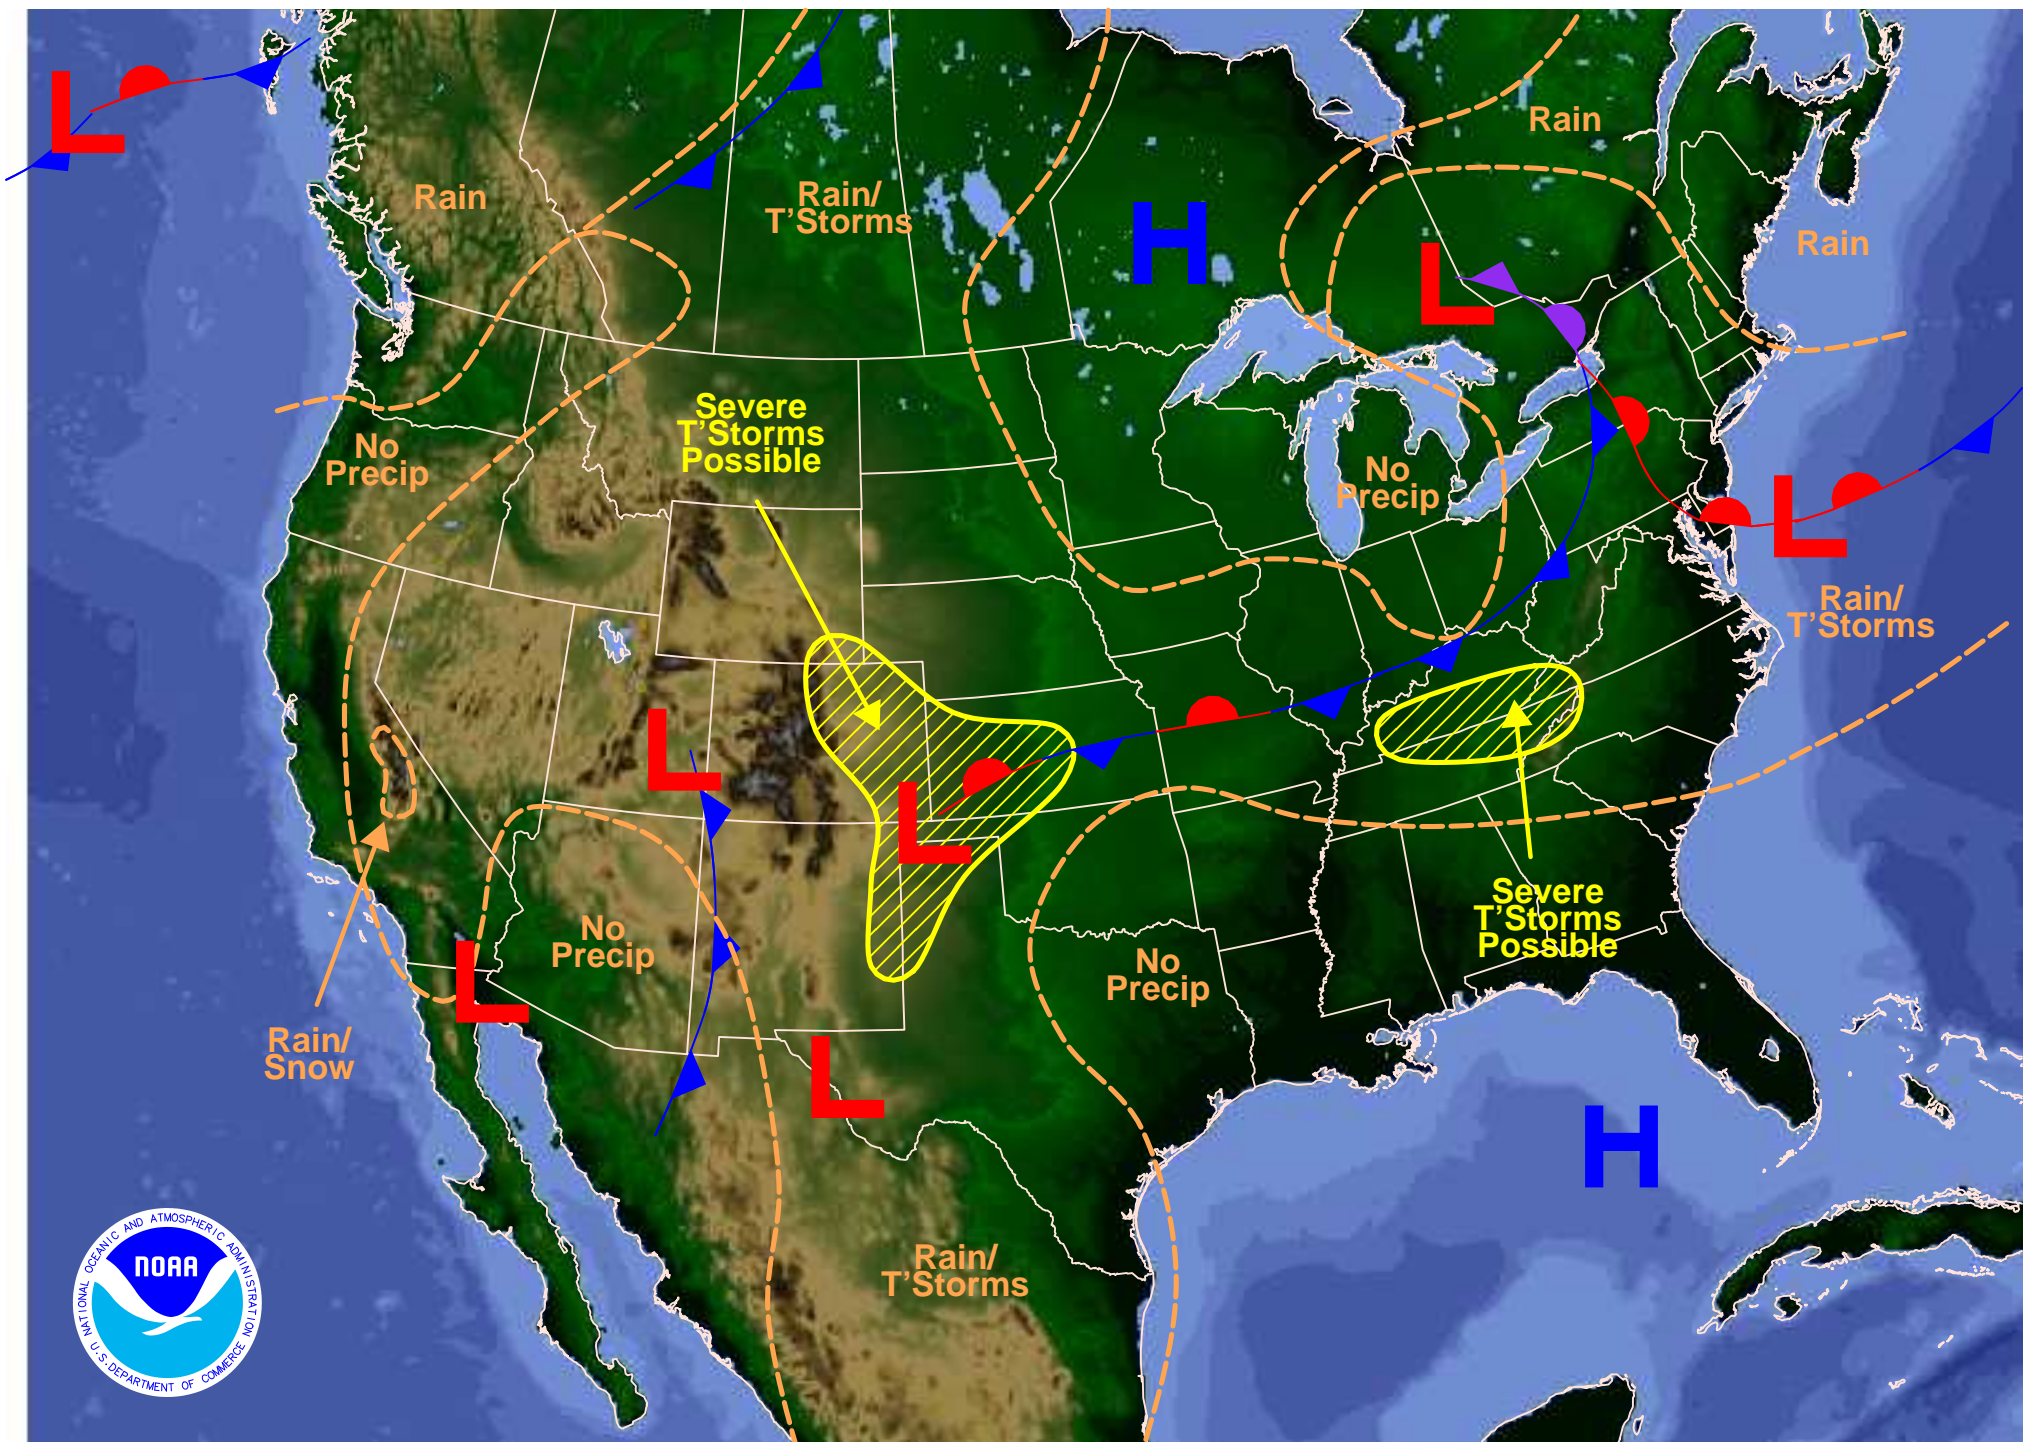 L
Rain
Rain
Rain/
T'Storms
H
L
Rain
Severe
T'Storms
Possible
No
Precip
No
Precip
L
Rain/
T'Storms
L
L
Severe
T'Storms
Possible
No
Precip
No
Precip
L
Rain/
Snow
L
H
Rain/
T'Storms
NATIONAL OCEANIC AND ATMOSPHERIC ADMINISTRATION
NOAA
U.S. DEPARTMENT OF COMMERCE